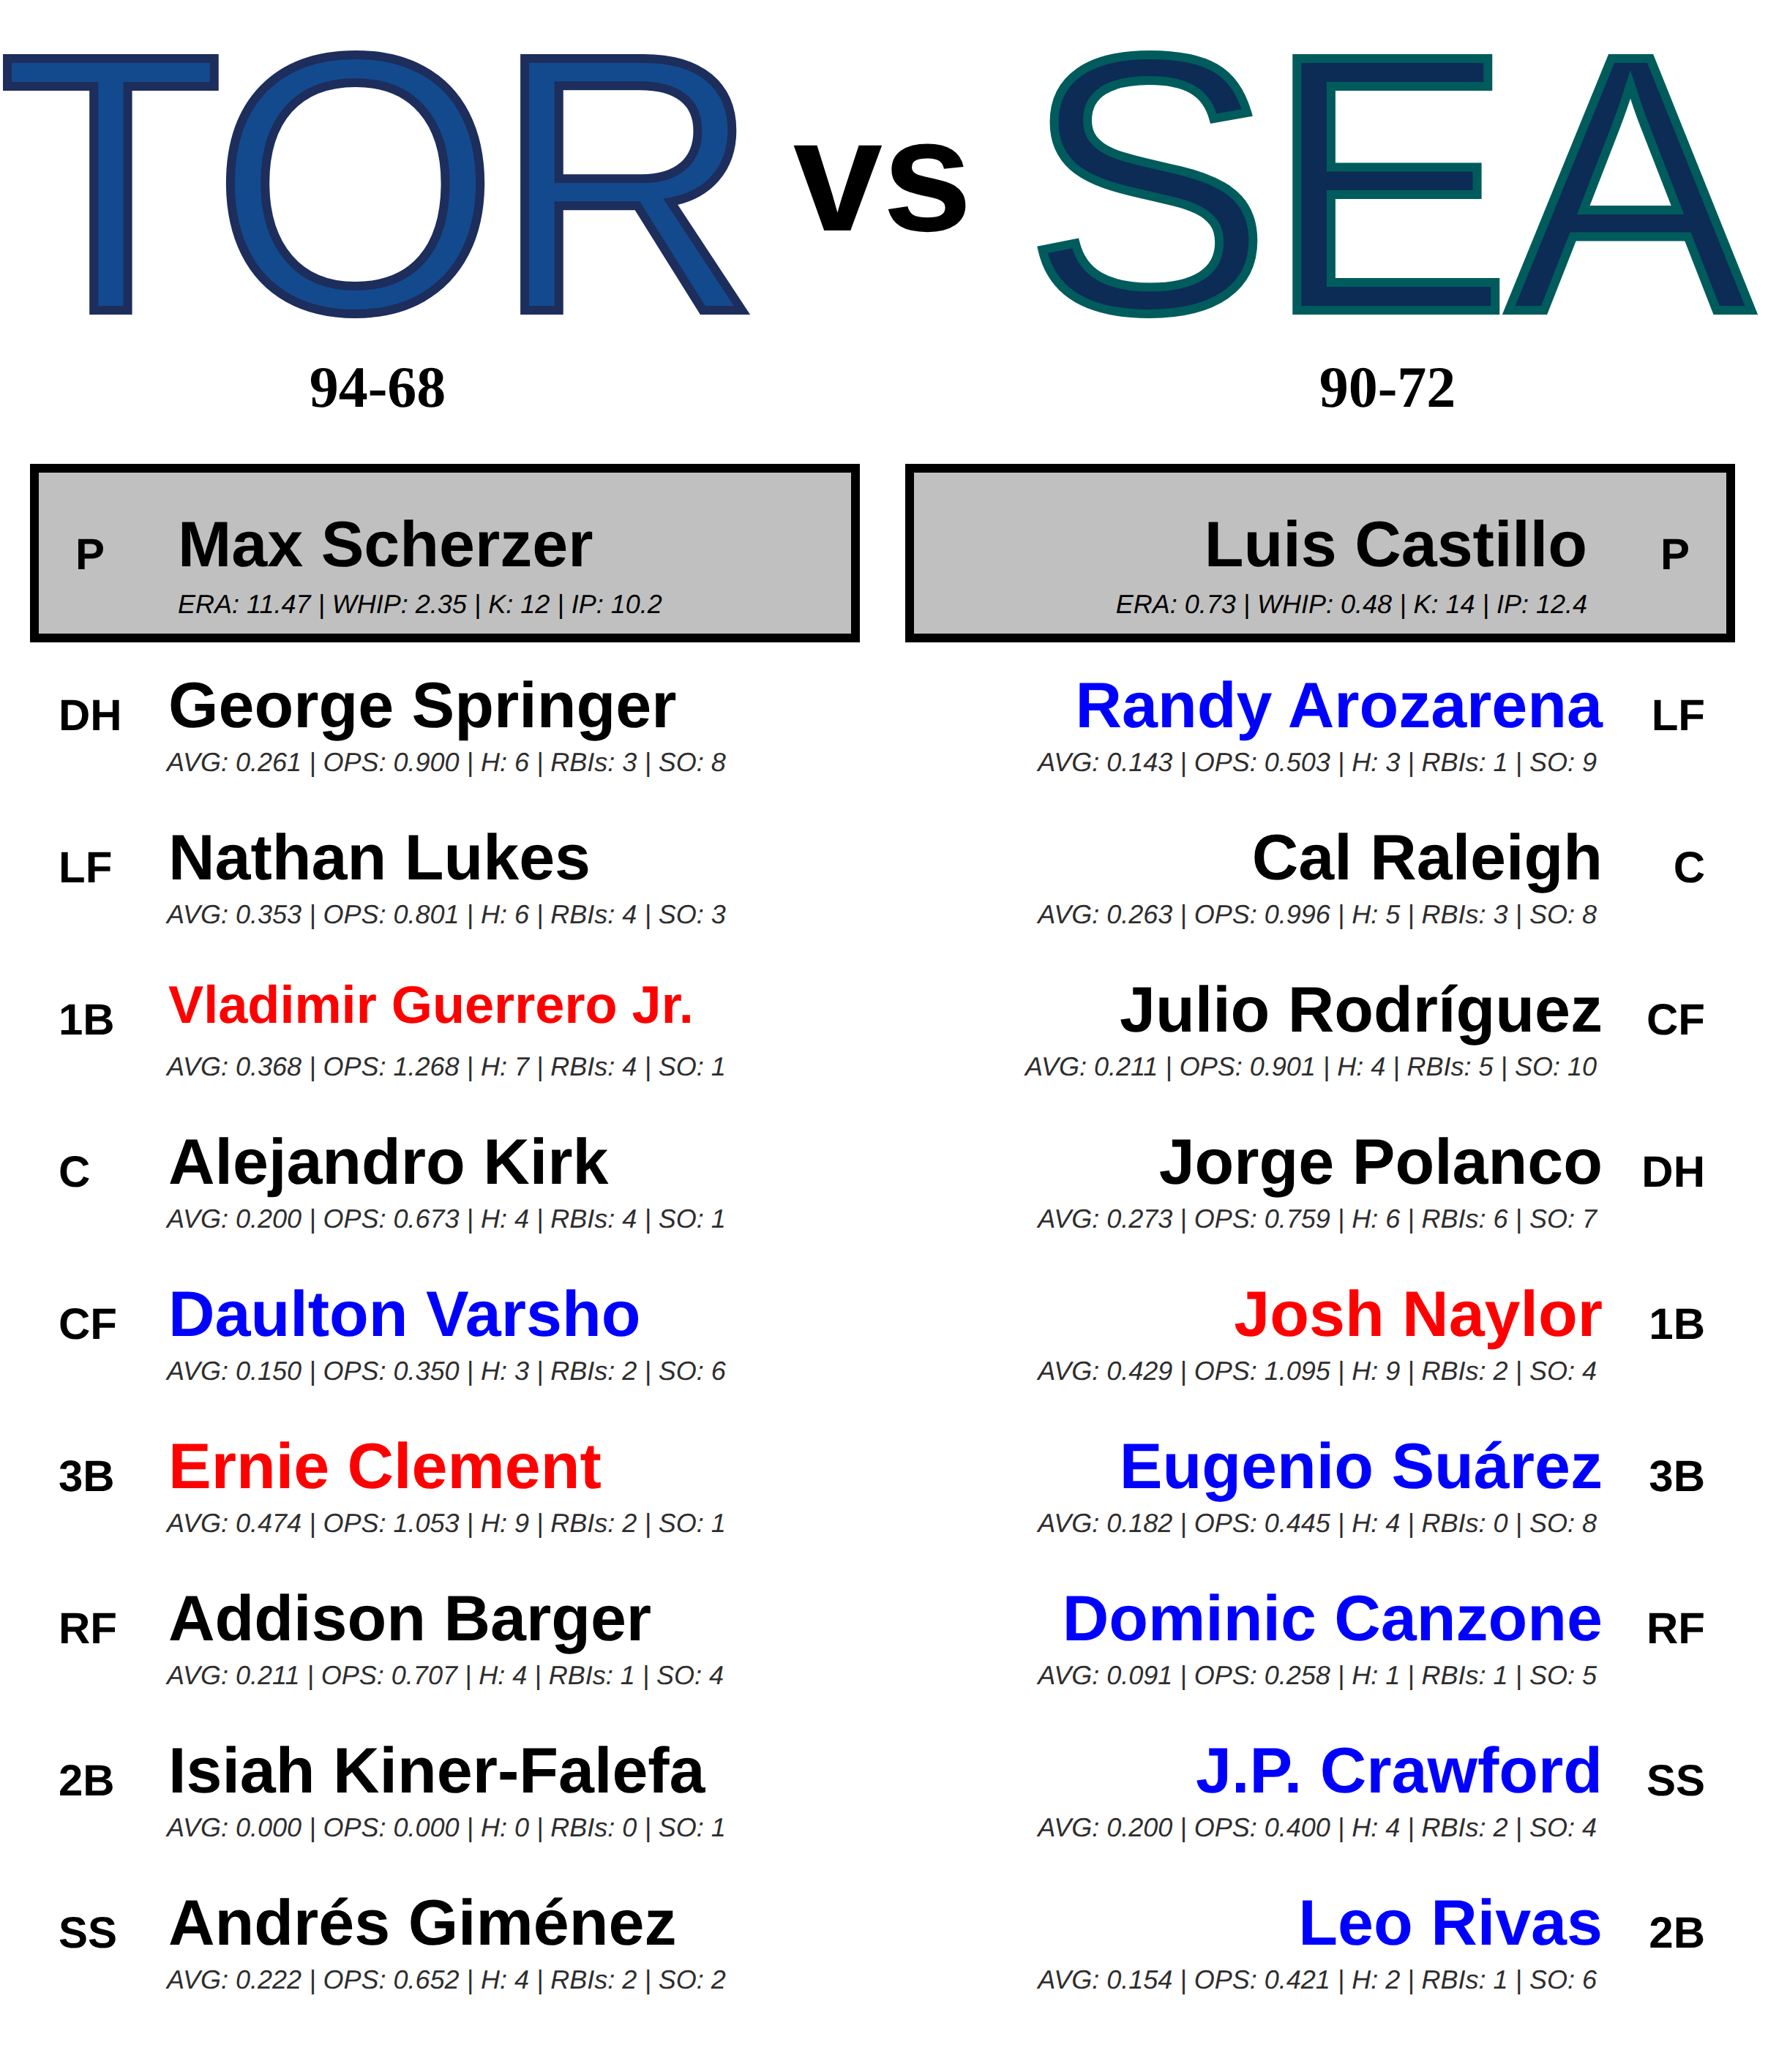 TOR vs SEA
94-68
90-72
P Max Scherzer
ERA: 11.47 | WHIP: 2.35 | K: 12 | IP: 10.2
Luis Castillo P
ERA: 0.73 | WHIP: 0.48 | K: 14 | IP: 12.4
DH George Springer
AVG: 0.261 | OPS: 0.900 | H: 6 | RBIs: 3 | SO: 8
LF Nathan Lukes
AVG: 0.353 | OPS: 0.801 | H: 6 | RBIs: 4 | SO: 3
1B Vladimir Guerrero Jr.
AVG: 0.368 | OPS: 1.268 | H: 7 | RBIs: 4 | SO: 1
C Alejandro Kirk
AVG: 0.200 | OPS: 0.673 | H: 4 | RBIs: 4 | SO: 1
CF Daulton Varsho
AVG: 0.150 | OPS: 0.350 | H: 3 | RBIs: 2 | SO: 6
3B Ernie Clement
AVG: 0.474 | OPS: 1.053 | H: 9 | RBIs: 2 | SO: 1
RF Addison Barger
AVG: 0.211 | OPS: 0.707 | H: 4 | RBIs: 1 | SO: 4
2B Isiah Kiner-Falefa
AVG: 0.000 | OPS: 0.000 | H: 0 | RBIs: 0 | SO: 1
SS Andrés Giménez
AVG: 0.222 | OPS: 0.652 | H: 4 | RBIs: 2 | SO: 2
Randy Arozarena LF
AVG: 0.143 | OPS: 0.503 | H: 3 | RBIs: 1 | SO: 9
Cal Raleigh C
AVG: 0.263 | OPS: 0.996 | H: 5 | RBIs: 3 | SO: 8
Julio Rodríguez CF
AVG: 0.211 | OPS: 0.901 | H: 4 | RBIs: 5 | SO: 10
Jorge Polanco DH
AVG: 0.273 | OPS: 0.759 | H: 6 | RBIs: 6 | SO: 7
Josh Naylor 1B
AVG: 0.429 | OPS: 1.095 | H: 9 | RBIs: 2 | SO: 4
Eugenio Suárez 3B
AVG: 0.182 | OPS: 0.445 | H: 4 | RBIs: 0 | SO: 8
Dominic Canzone RF
AVG: 0.091 | OPS: 0.258 | H: 1 | RBIs: 1 | SO: 5
J.P. Crawford SS
AVG: 0.200 | OPS: 0.400 | H: 4 | RBIs: 2 | SO: 4
Leo Rivas 2B
AVG: 0.154 | OPS: 0.421 | H: 2 | RBIs: 1 | SO: 6